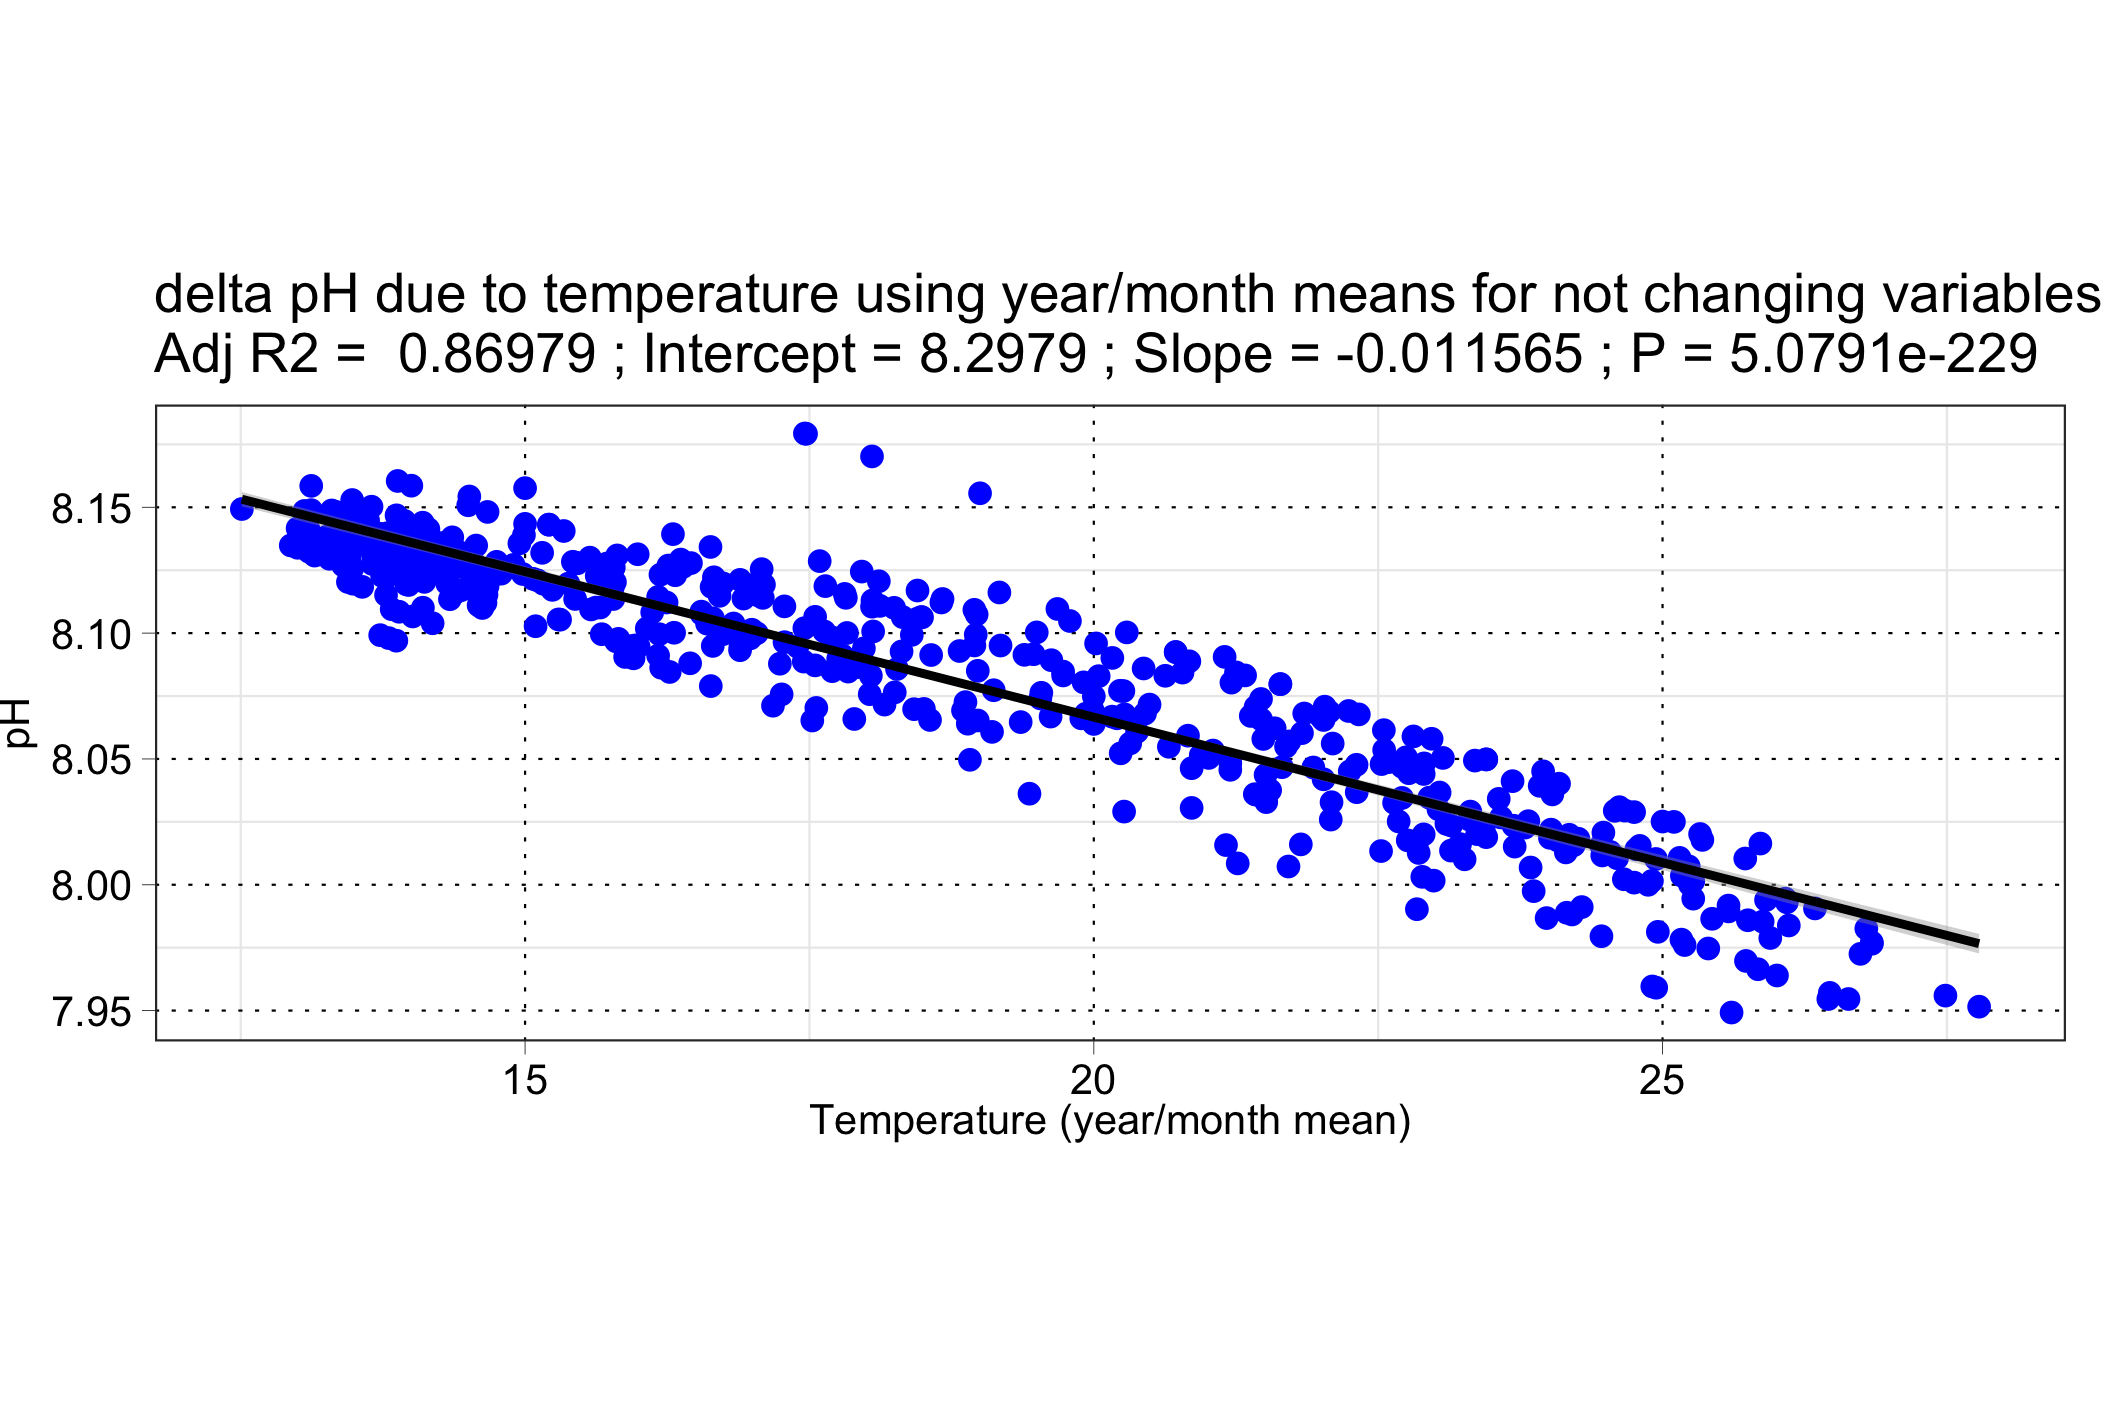 delta pH due to temperature using year/month means for not changing variables
Adj R2 =  0.86979 ; Intercept = 8.2979 ; Slope = -0.011565 ; P = 5.0791e-229
8.15
8.10
8.05
8.00
7.95
pH
15
20
25
Temperature (year/month mean)